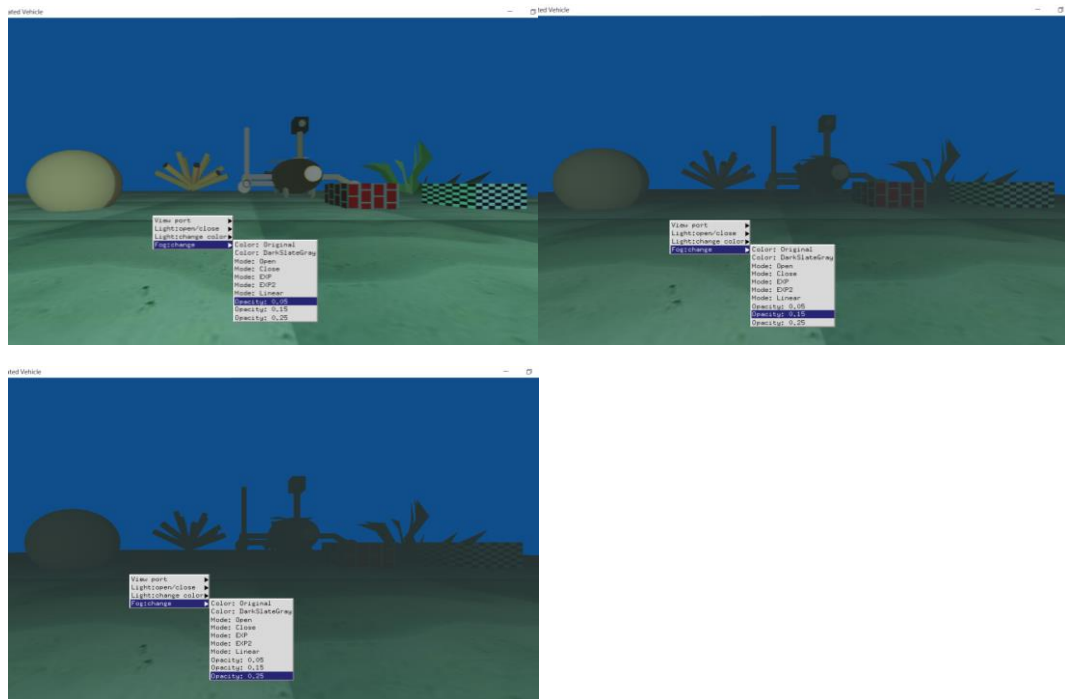 ated Vehicle
View port
Light:open/close
Light:change color
Fog:change
Color: Original
Color: DarkSlateGray
Mode: Open
Mode: Close
Mode: EXP
Mode: EXP2
Mode: Linear
Opacity: 0.05
Opacity: 0.15
Opacity: 0.25
ted Vehicle
View port
Light:open/close
Light:change color
Fog:change
Color: Original
Color: DarkSlateGray
Mode: Open
Mode: Close
Mode: EXP
Mode: EXP2
Mode: Linear
Opacity: 0.05
Opacity: 0.15
Opacity: 0.25
ted Vehicle
View port
Light:open/close
Light:change color
Fog:change
Color: Original
Color: DarkSlateGray
Mode: Open
Mode: Close
Mode: EXP
Mode: EXP2
Mode: Linear
Opacity: 0.05
Opacity: 0.15
Opacity: 0.25